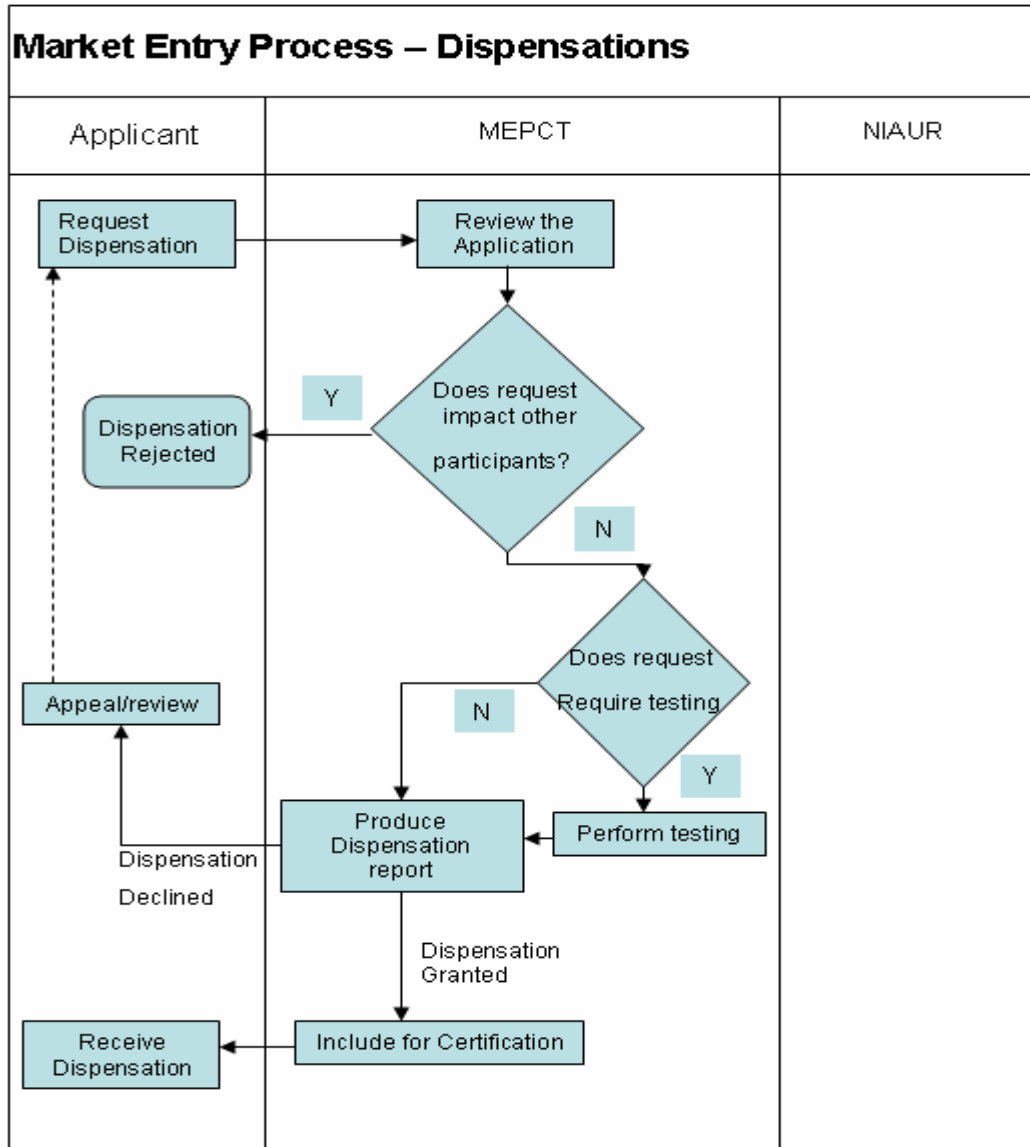 Market Entry Process – Dispensations
Applicant
MEPCT
NIAUR
Request
Dispensation
Review the
Application
Does request
impact other
participants?
Y
Dispensation
Rejected
N
Does request
Require testing
N
Y
Appeal/review
Produce
Dispensation
report
Perform testing
Dispensation
Declined
Dispensation
Granted
Receive
Dispensation
Include for Certification